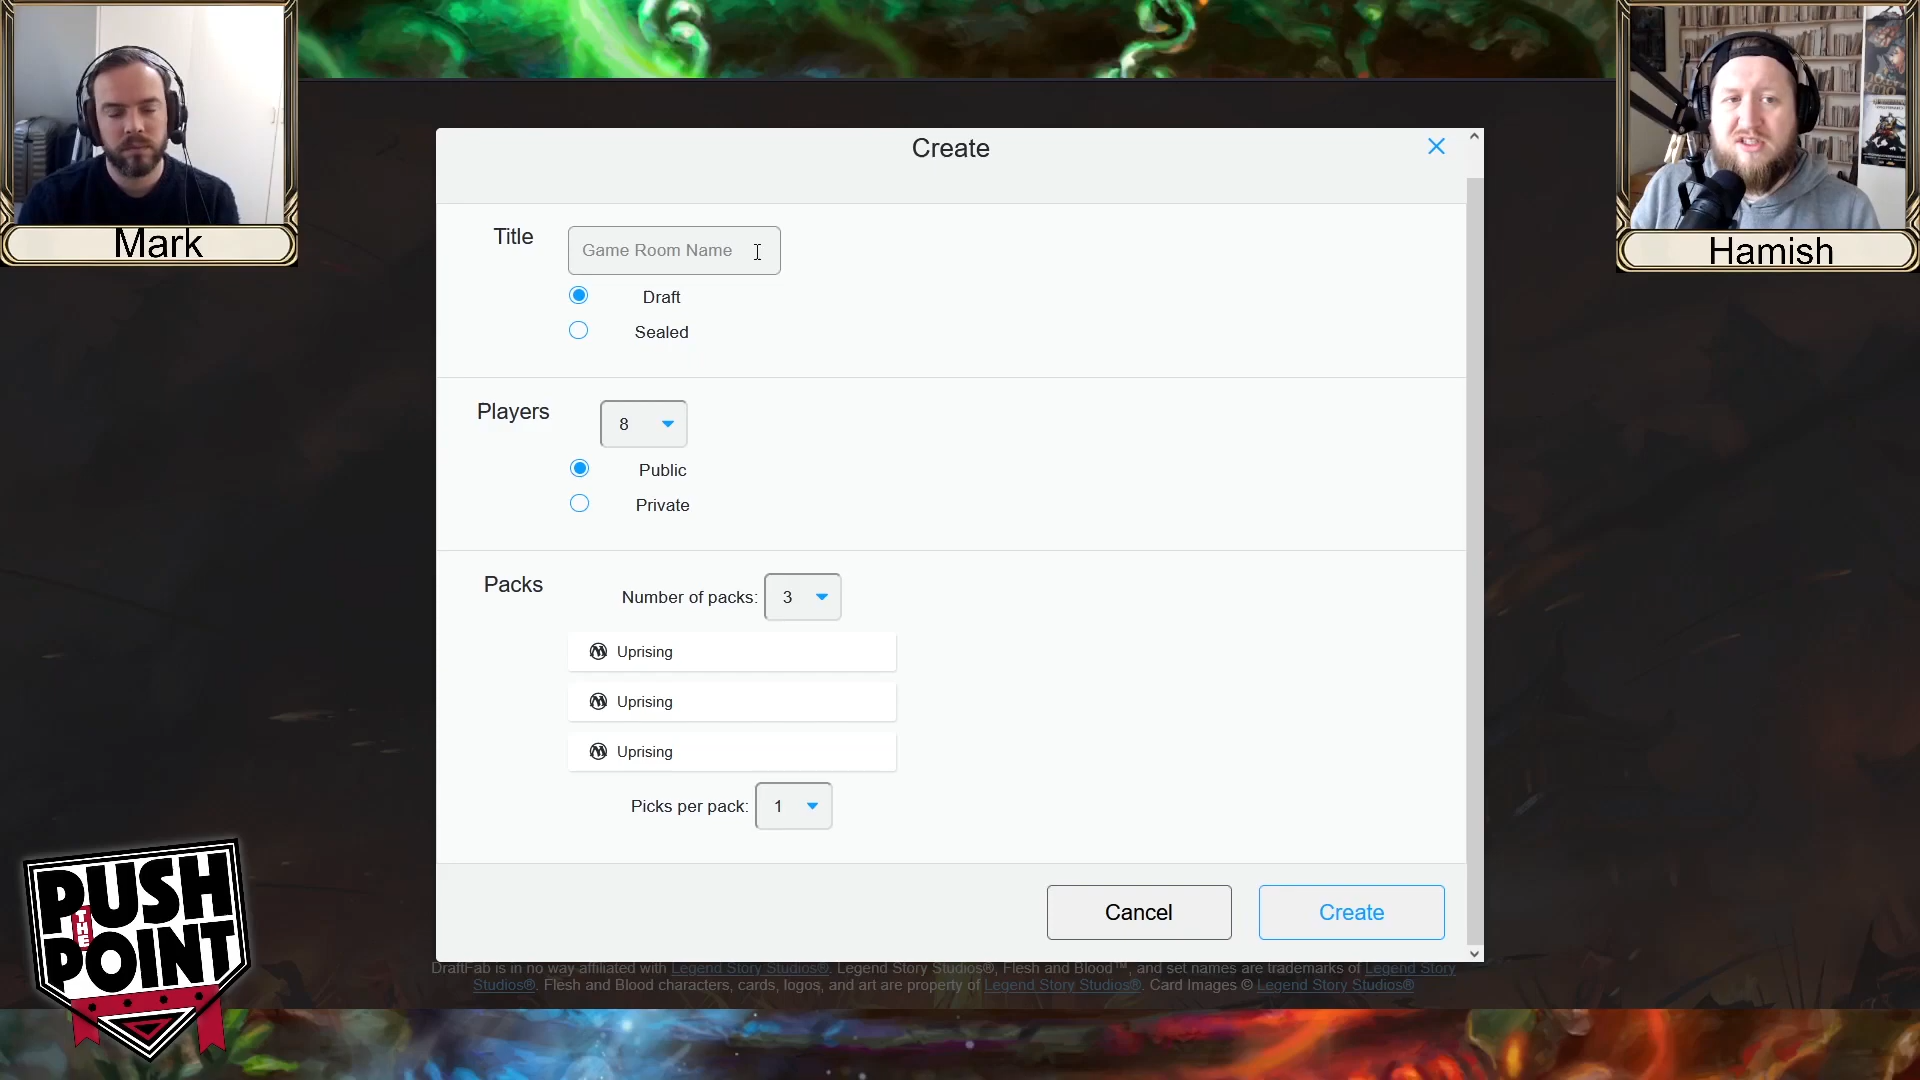 Mark
Hamish
Create
Title
Game Room Name
Draft
Sealed
Players
8
Public
Private
Packs
Number of packs: 3
Uprising
Uprising
Uprising
Picks per pack: 1
Cancel
Create
DraftFab is in no way affiliated with Legend Story Studios®. Legend Story Studios®, Flesh and Blood™, and set names are trademarks of Legend Story
Studios®. Flesh and Blood characters, cards, logos, and art are property of Legend Story Studios®. Card Images © Legend Story Studios®
PUSH
THE
POINT